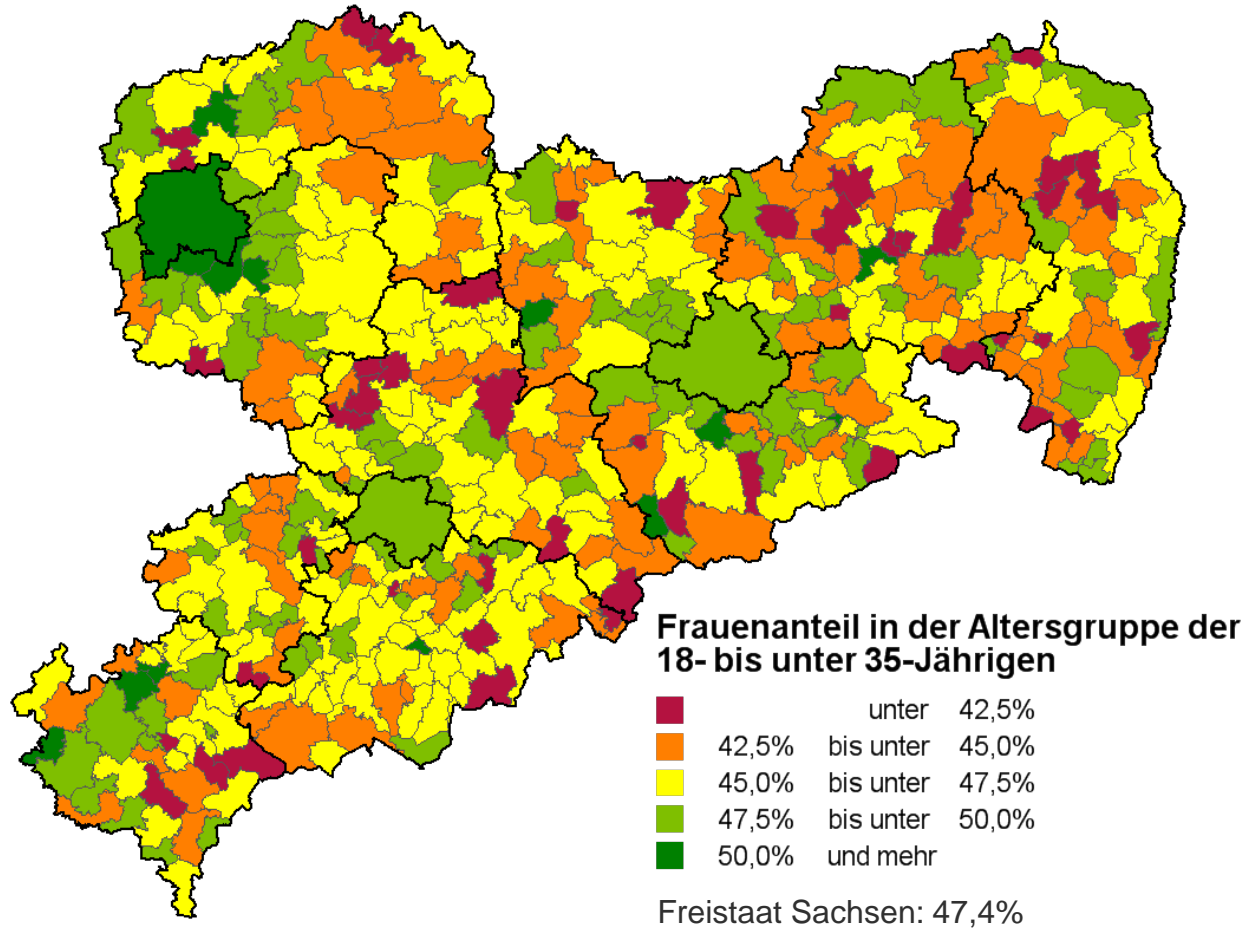 Frauenanteil in der Altersgruppe der
18- bis unter 35-Jährigen
unter 42,5%
42,5% bis unter 45,0%
45,0% bis unter 47,5%
47,5% bis unter 50,0%
50,0% und mehr
Freistaat Sachsen: 47,4%